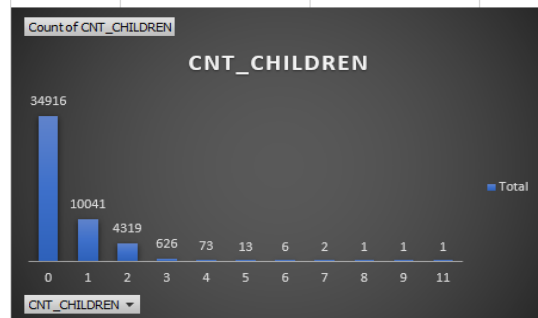 Count of CNT_CHILDREN
CNT_CHILDREN
34916
10041
4319
626 73 13 6 2 1 1 1
Total
0 1 2 3 4 5 6 7 8 9 11
CNT_CHILDREN